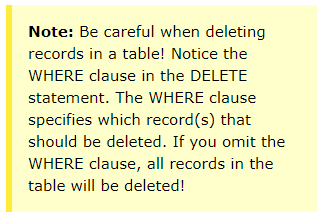 Note: Be careful when deleting
records in a table! Notice the
WHERE clause in the DELETE
statement. The WHERE clause
specifies which record(s) that
should be deleted. If you omit the
WHERE clause, all records in the
table will be deleted!